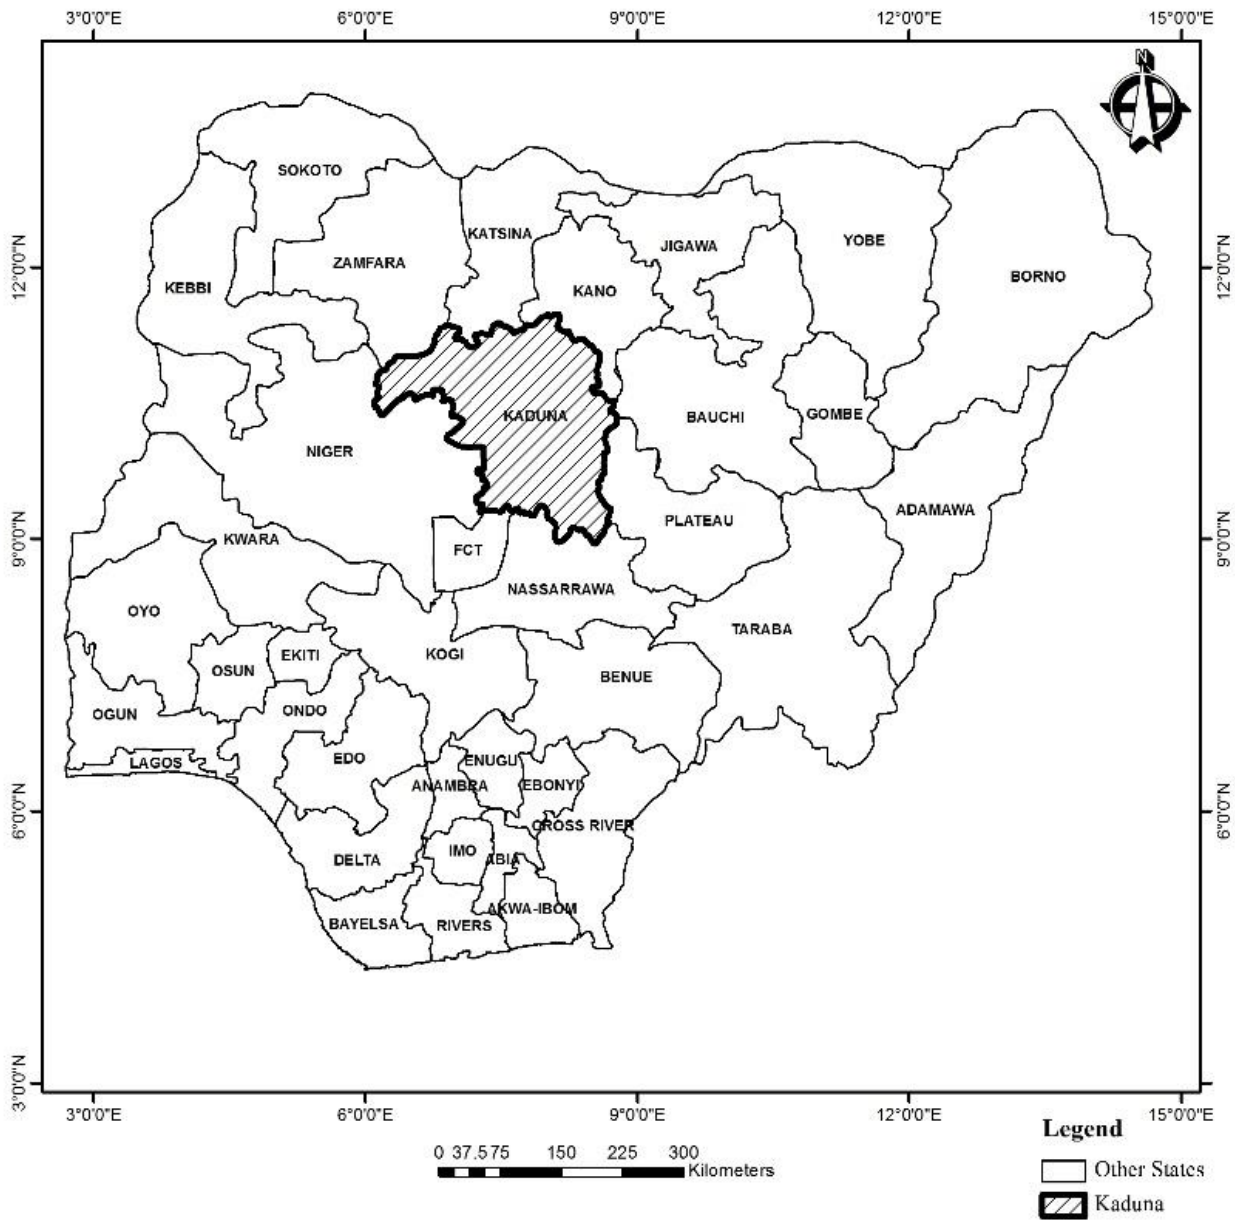 3°0'0"E 6°0'0"E 9°0'0"E 12°0'0"E 15°0'0"E
N
SOKOTO
KATSINA
YOBE
JIGAWA
ZAMFARA
12°0'0"N
12°0'0"N
BORNO
KEBBI
KANO
KADUNA
BAUCHI
GOMBE
NIGER
ADAMAWA
PLATEAU
9°0'0"N
9°0'0"N
KWARA
FCT
NASSARRAWA
OYO
TARABA
EKITI
KOGI
OSUN
BENUE
OGUN
ONDO
EDO
ENUGU
LAGOS
ANAMBRA
EBONYI
6°0'0"N
6°0'0"N
CROSS RIVER
IMO
DELTA
ABIA
AKWA-IBOM
BAYELSA
RIVERS
3°0'0"N
3°0'0"E 6°0'0"E 9°0'0"E 12°0'0"E 15°0'0"E
Legend
0 37.5 75 150 225 300
Kilometers
Other States
Kaduna